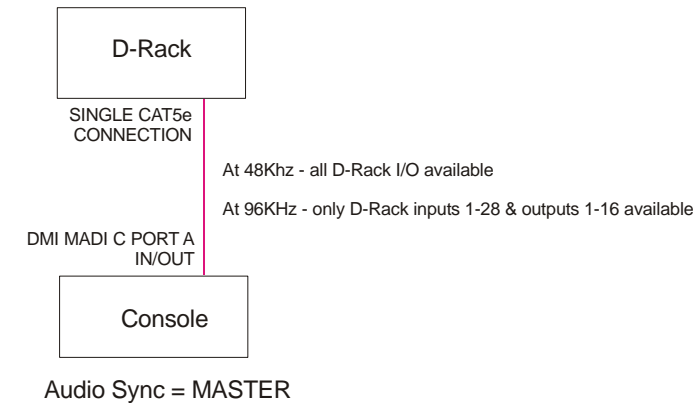 D-Rack
SINGLE CAT5e
CONNECTION
At 48Khz - all D-Rack I/O available
At 96KHz - only D-Rack inputs 1-28 & outputs 1-16 available
DMI MADI C PORT A
IN/OUT
Console
Audio Sync = MASTER